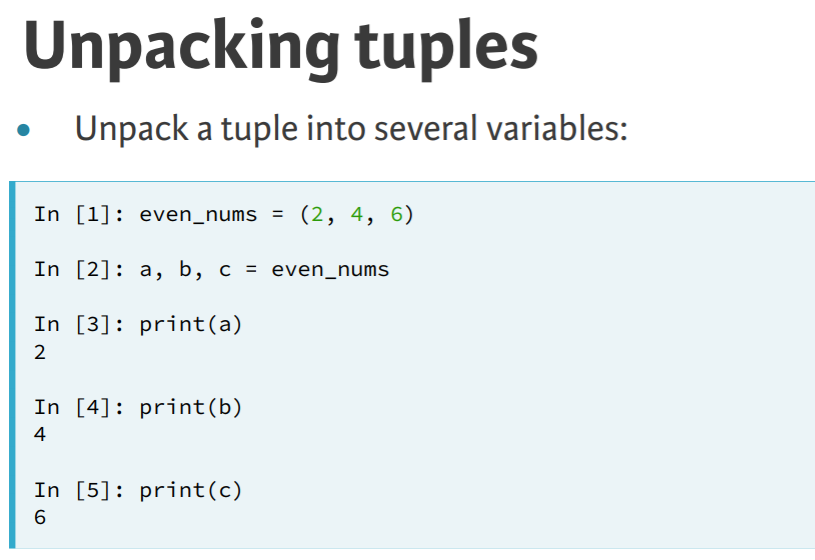 Unpacking tuples
• Unpack a tuple into several variables:
In [1]: even_nums = (2, 4, 6)
In [2]: a, b, c = even_nums
In [3]: print(a)
2
In [4]: print(b)
4
In [5]: print(c)
6